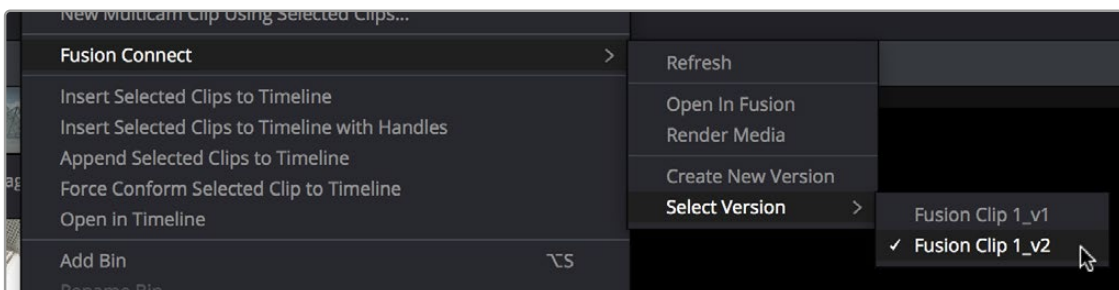 New Multicam Clip Using Selected Clips...
Fusion Connect >
Insert Selected Clips to Timeline
Insert Selected Clips to Timeline with Handles
Append Selected Clips to Timeline
Force Conform Selected Clip to Timeline
Open in Timeline
Add Bin ⌥S
Rename Bin
Refresh
Open In Fusion
Render Media
Create New Version
Select Version >
Fusion Clip 1_v1
✓ Fusion Clip 1_v2